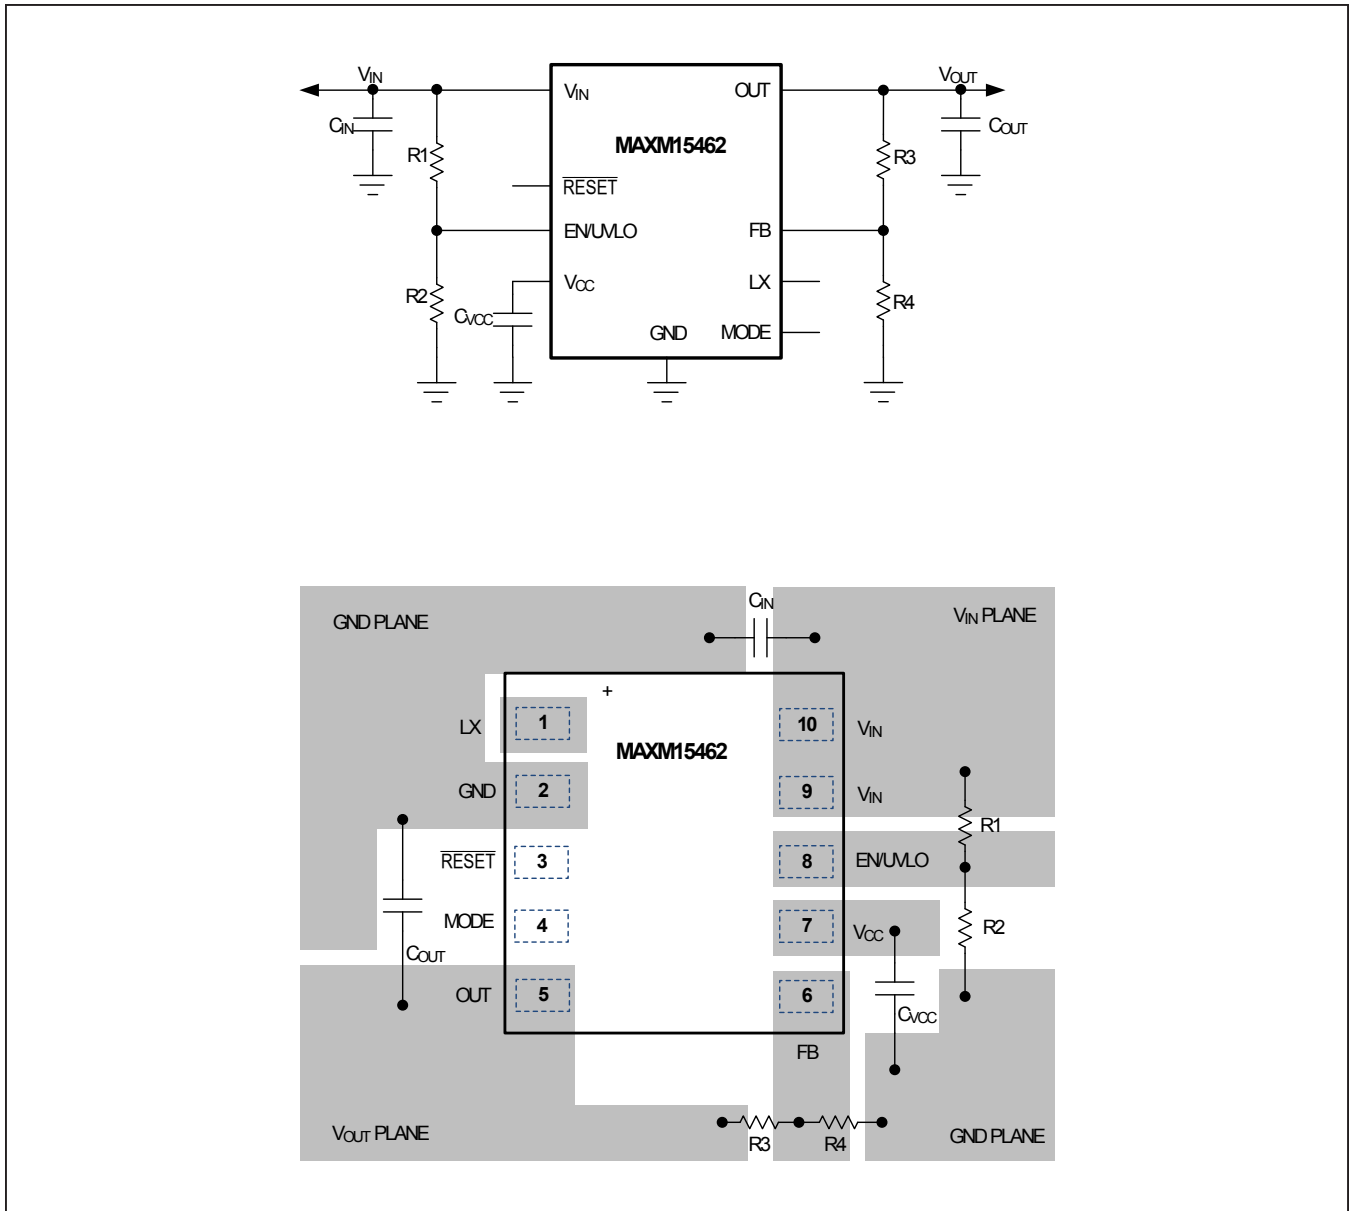 VIN
VOUT
VIN
OUT
CIN
COUT
MAXM15462
R1
R3
RESET
EN/UVLO
FB
VCC
LX
R2
R4
CVCC
GND
MODE
CIN
GND PLANE
VIN PLANE
+
LX
1
10
VIN
MAXM15462
GND
2
9
VIN
R1
RESET
3
8
EN/UVLO
MODE
4
7
VCC
R2
COUT
OUT
5
6
CVCC
FB
VOUT PLANE
R3
R4
GND PLANE